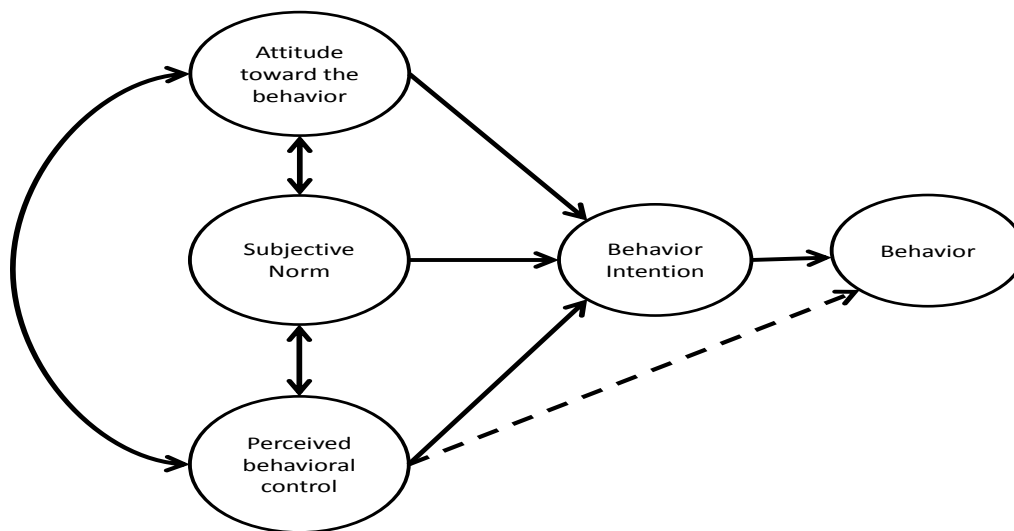 Attitude
toward the
behavior
Subjective
Norm
Behavior
Intention
Behavior
Perceived
behavioral
control